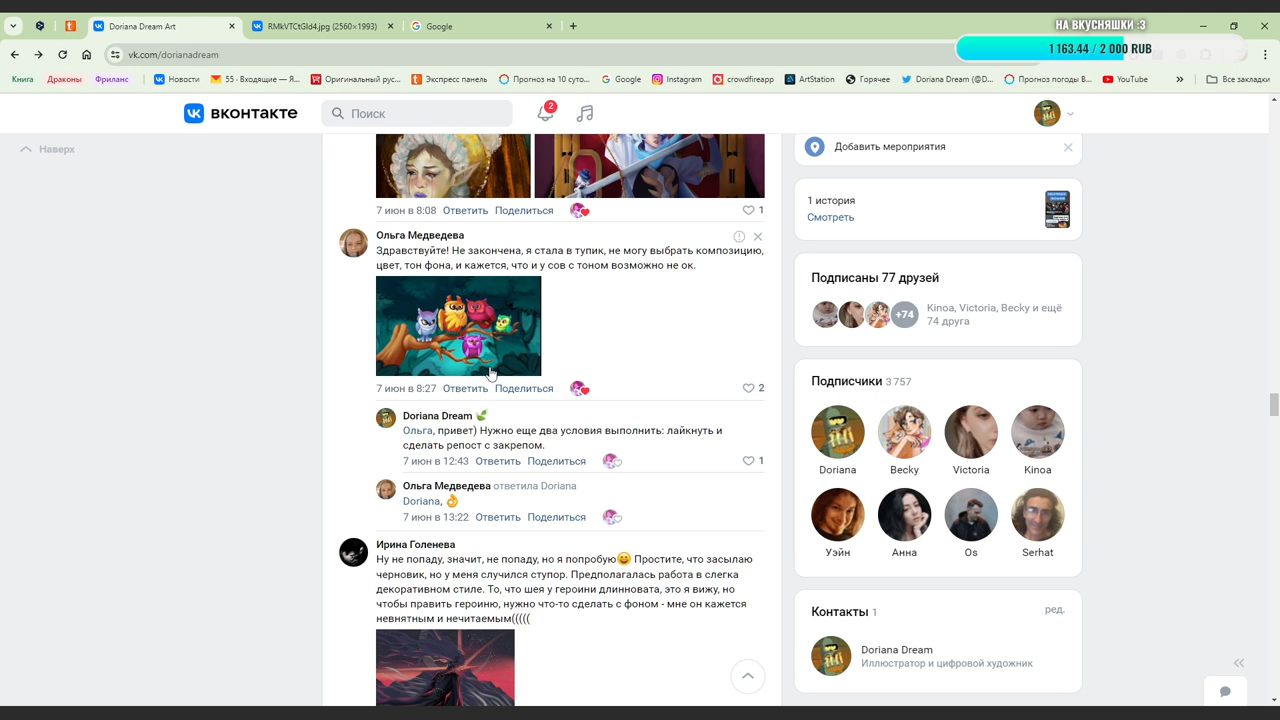 Doriana Dream Art
RMkVTCtGld4.jpg (2560×1993)
Google
НА ВКУСНЯШКИ :3
1 163.44 / 2 000 RUB
vk.com/dorianadream
Книга
Драконы
Фриланс
Новости
55 · Входящие — Я...
Оригинальный рус...
Экспресс панель
Прогноз на 10 суто...
Google
Instagram
crowdfireapp
ArtStation
Горячее
Doriana Dream (@D...
Прогноз погоды В...
YouTube
Все закладки
вконтакте
Поиск
2
Наверх
7 июн в 8:08 Ответить Поделиться
1
Ольга Медведева
Здравствуйте! Не закончена, я стала в тупик, не могу выбрать композицию,
цвет, тон фона, и кажется, что и у сов с тоном возможно не ок.
7 июн в 8:27 Ответить Поделиться
2
Doriana Dream
Ольга, привет) Нужно еще два условия выполнить: лайкнуть и
сделать репост с закрепом.
7 июн в 12:43 Ответить Поделиться
1
Ольга Медведева ответила Doriana
Doriana, 👌
7 июн в 13:22 Ответить Поделиться
Ирина Голенева
Ну не попаду, значит, не попаду, но я попробую😄 Простите, что засылаю
черновик, но у меня случился ступор. Предполагалась работа в слегка
декоративном стиле. То, что шея у героини длинновата, это я вижу, но
чтобы править героиню, нужно что-то сделать с фоном - мне он кажется
невнятным и нечитаемым(((((
Добавить мероприятия
1 история
Смотреть
Подписаны 77 друзей
+74
Kinoa, Victoria, Becky и ещё
74 друга
Подписчики 3 757
Doriana
Becky
Victoria
Kinoa
Уэйн
Анна
Os
Serhat
Контакты 1
ред.
Doriana Dream
Иллюстратор и цифровой художник